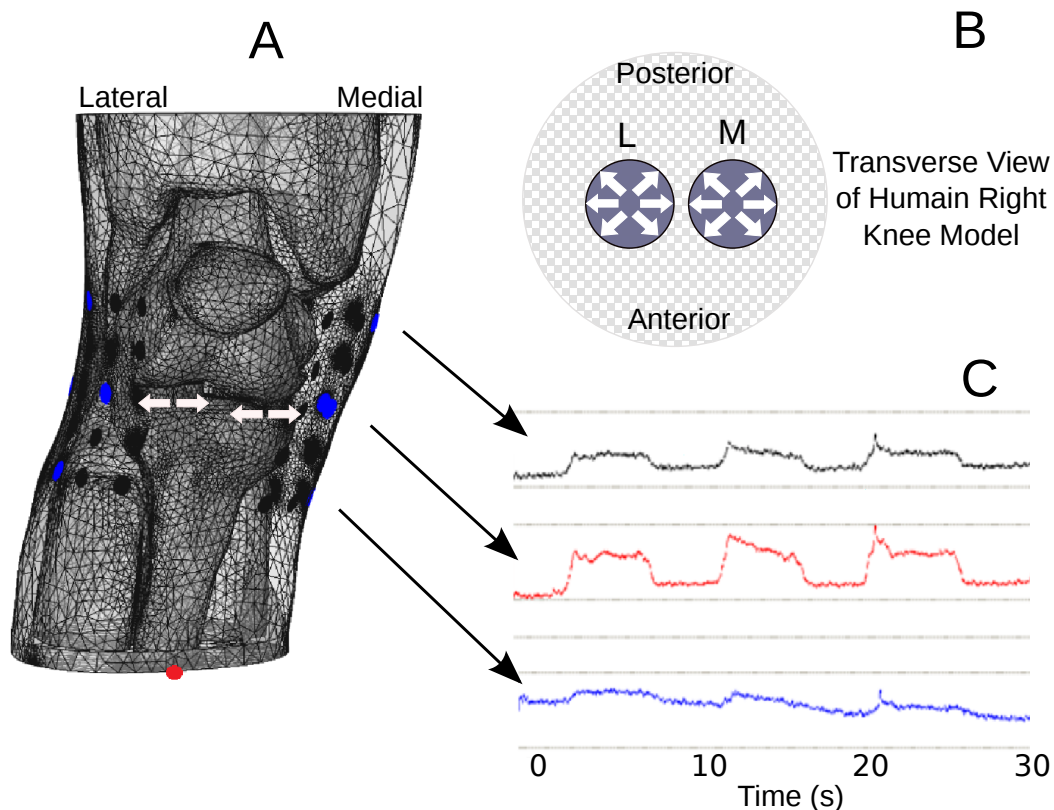 A
Lateral
Medial
B
Posterior
L
M
Anterior
Transverse View
of Humain Right
Knee Model
C
0
10
20
30
Time (s)